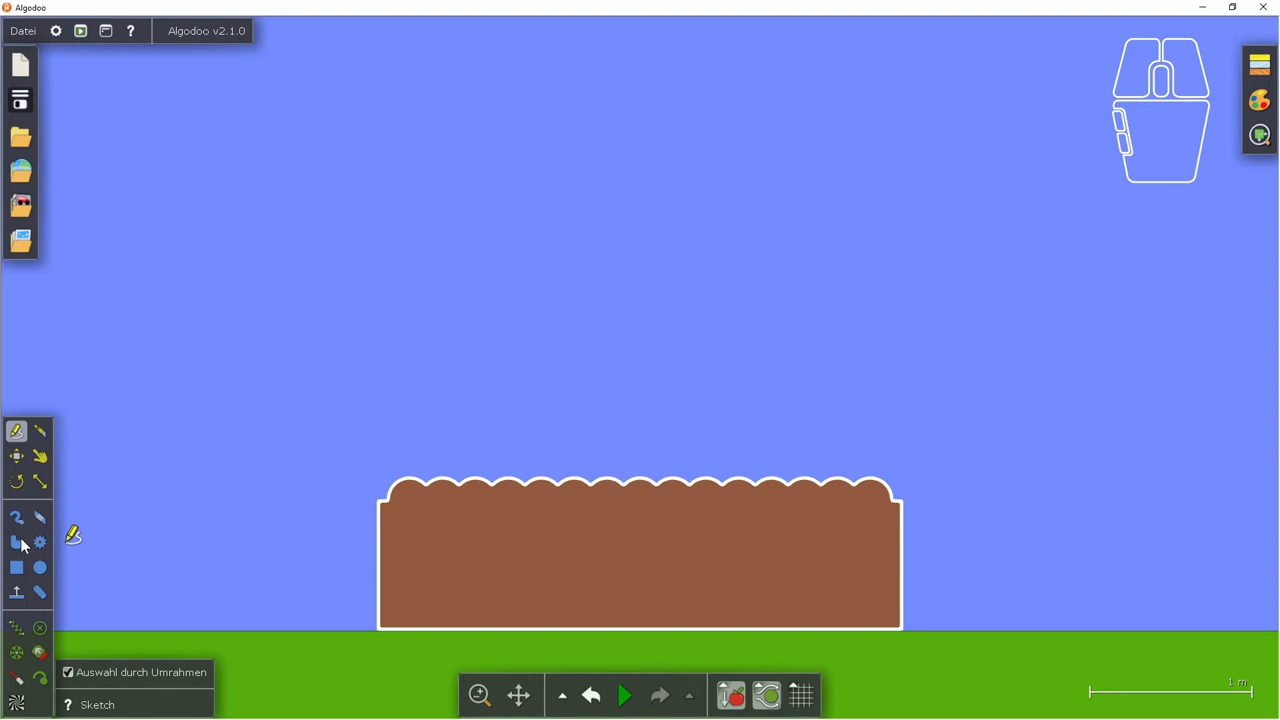 Algodoo
Datei ? Algodoo v2.1.0
Auswahl durch Umrahmen
? Sketch
1 m